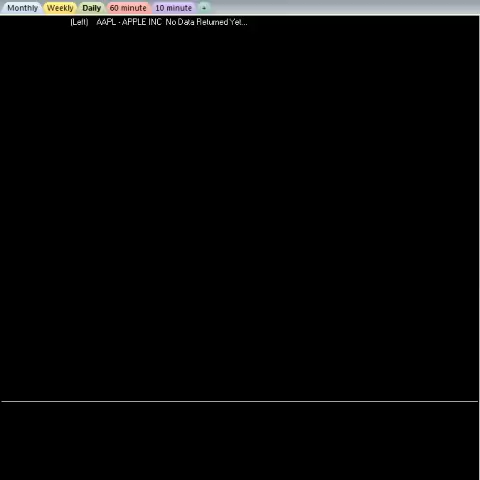 Monthly Weekly Daily 60 minute 10 minute +
(Left) AAPL - APPLE INC No Data Returned Yet...